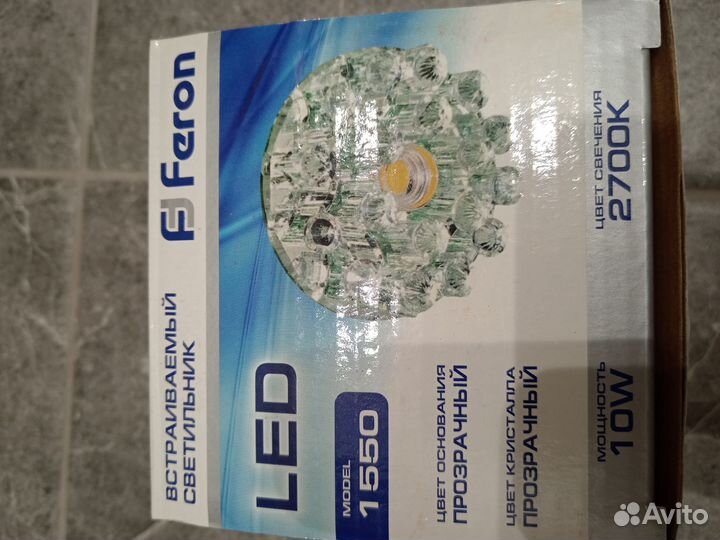 Feron
ВСТРАИВАЕМЫЙ
СВЕТИЛЬНИК
LED
MODEL
1550
ЦВЕТ ОСНОВАНИЯ
ПРОЗРАЧНЫЙ
ЦВЕТ КРИСТАЛЛА
ПРОЗРАЧНЫЙ
МОЩНОСТЬ
10W
ЦВЕТ СВЕЧЕНИЯ
2700K
Avito